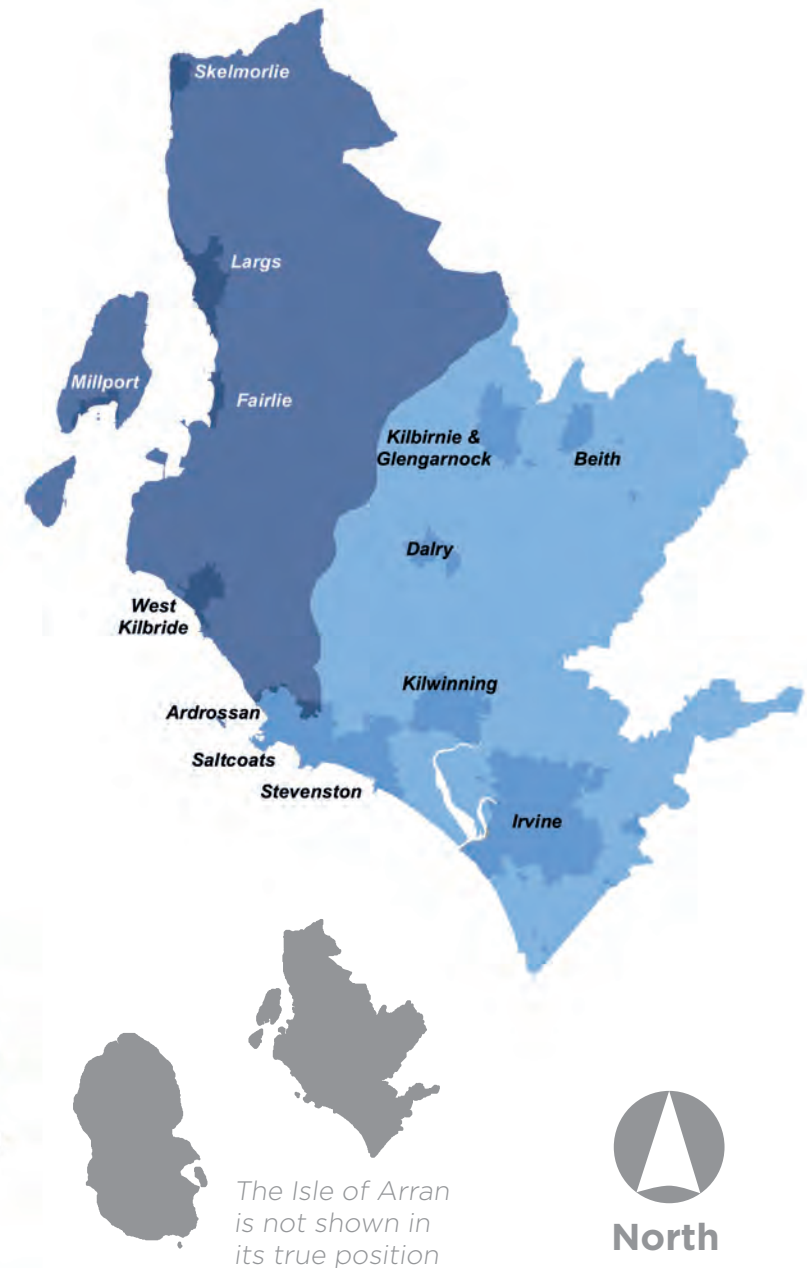 Skelmorlie
Largs
Millport
Fairlie
Kilbirnie &
Glengarnock
Beith
Dalry
West
Kilbride
Kilwinning
Ardrossan
Saltcoats
Stevenston
Irvine
The Isle of Arran
is not shown in
its true position
North